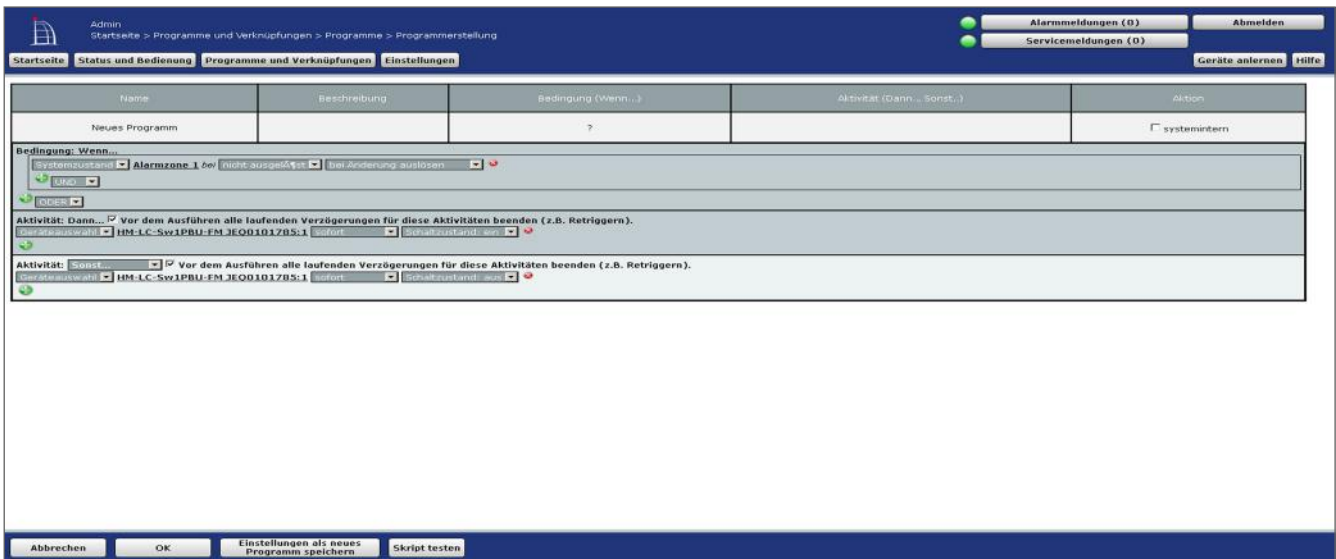 Admin
Startseite > Programme und Verknüpfungen > Programme > Programmerstellung
Alarmmeldungen (0)
Abmelden
Servicemeldungen (0)
Startseite Status und Bedienung Programme und Verknüpfungen Einstellungen
Geräte anlernen Hilfe
Name Beschreibung Bedingung (Wenn...) Aktivität (Dann.., Sonst..) Aktion
Neues Programm ? systemintern
Bedingung: Wenn...
Systemzustand Alarmzone 1 bei nicht ausgelÃ¶st bei Änderung auslösen
UND
ODER
Aktivität: Dann... Vor dem Ausführen alle laufenden Verzögerungen für diese Aktivitäten beenden (z.B. Retriggern).
Geräteauswahl HM-LC-Sw1PBU-FM JEQ0101785:1 sofort Schaltzustand: ein
Aktivität: Sonst... Vor dem Ausführen alle laufenden Verzögerungen für diese Aktivitäten beenden (z.B. Retriggern).
Geräteauswahl HM-LC-Sw1PBU-FM JEQ0101785:1 sofort Schaltzustand: aus
Abbrechen OK Einstellungen als neues
Programm speichern Skript testen